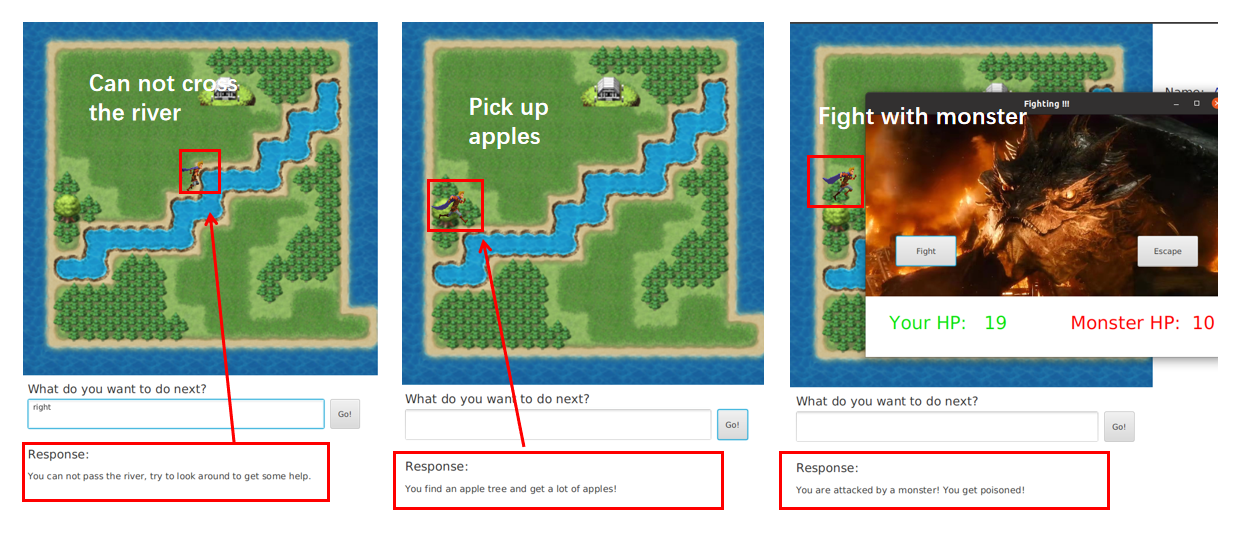 Can not cross
the river
What do you want to do next?
right
Go!
Response:
You can not pass the river, try to look around to get some help.
Pick up
apples
What do you want to do next?
Go!
Response:
You find an apple tree and get a lot of apples!
Name:
Fighting !!!
Fight with monster
Fight
Escape
Your HP: 19
Monster HP: 10
What do you want to do next?
Go!
Response:
You are attacked by a monster! You get poisoned!